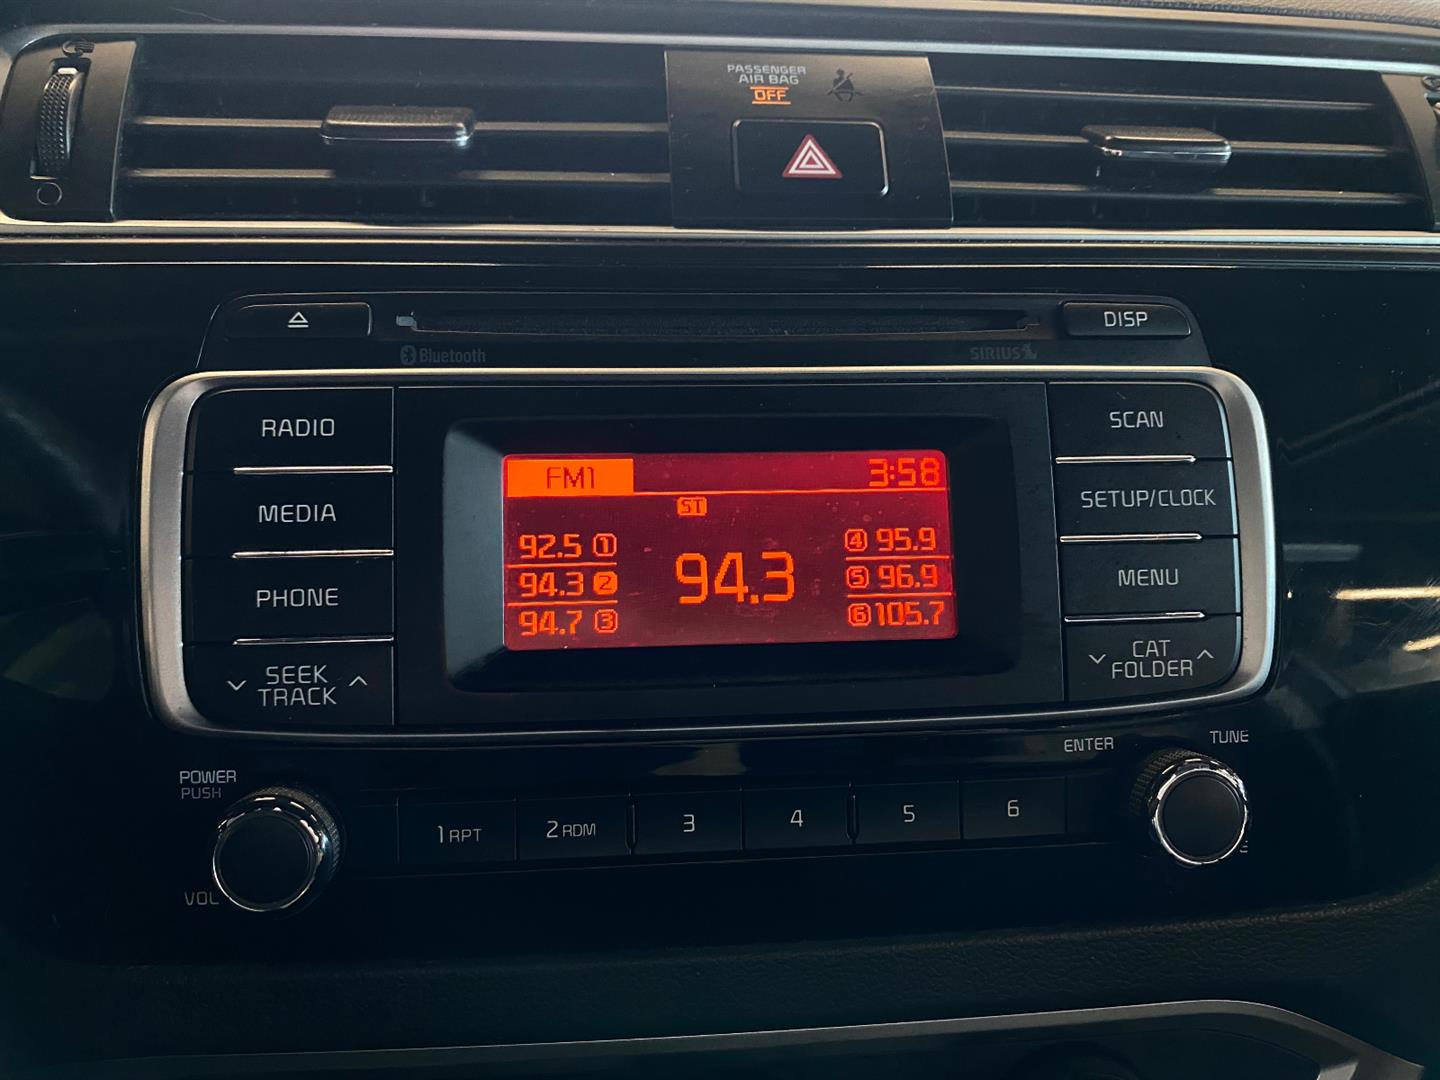 PASSENGER
AIR BAG
OFF
DISP
Bluetooth
SIRIUS
RADIO
MEDIA
PHONE
SEEK
TRACK
FM1
3:58
ST
92.5 1
94.3 2
94.7 3
94.3
4 95.9
5 96.9
6 105.7
SCAN
SETUP/CLOCK
MENU
CAT
FOLDER
POWER
PUSH
VOL
1 RPT
2 RDM
3
4
5
6
ENTER
TUNE